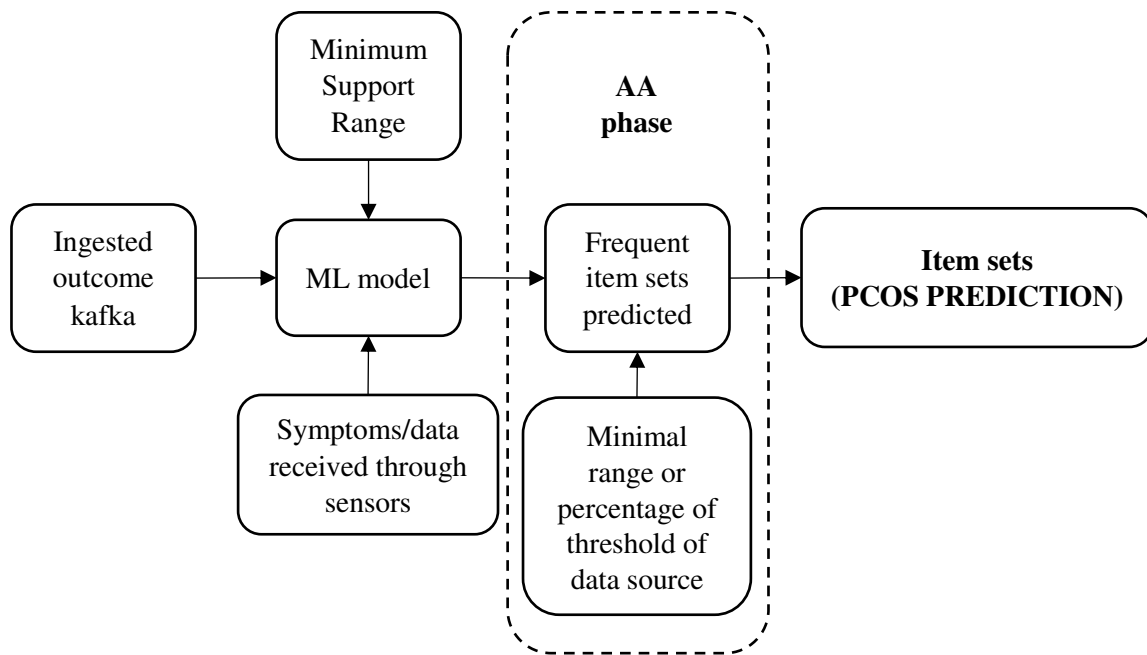 Minimum
Support
Range
AA
phase
Ingested
outcome
kafka
ML model
Frequent
item sets
predicted
Item sets
(PCOS PREDICTION)
Symptoms/data
received through
sensors
Minimal
range or
percentage of
threshold of
data source